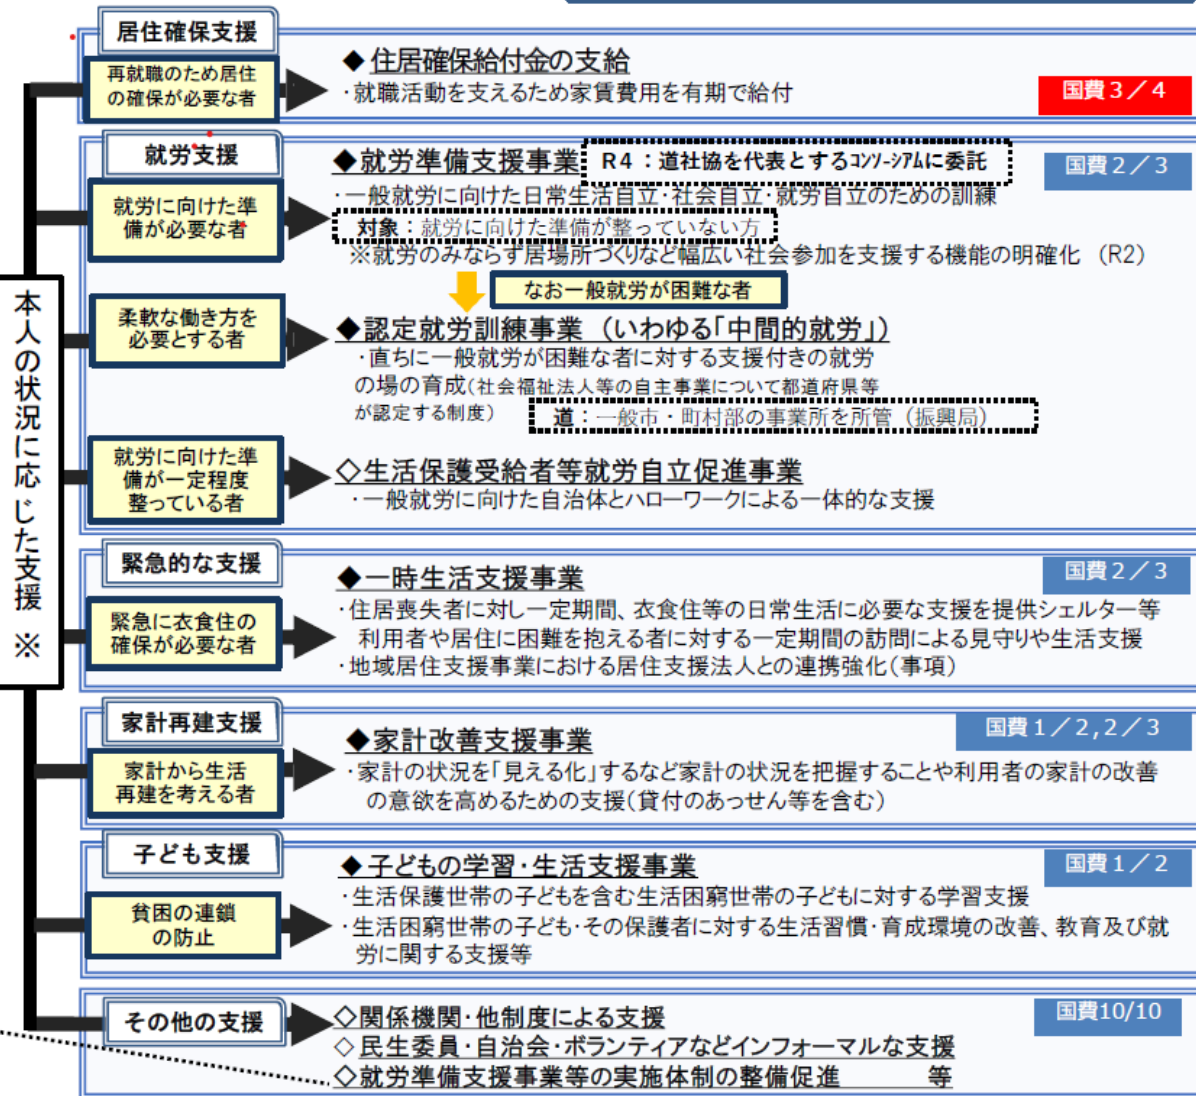 居住確保支援
再就職のため居住
の確保が必要な者
◆ 住居確保給付金の支給
・就職活動を支えるため家賃費用を有期で給付
国費３／４
就労支援
就労に向けた準
備が必要な者
◆就労準備支援事業
R４：道社協を代表とするｺﾝｿｰｼｱﾑに委託
国費２／３
・一般就労に向けた日常生活自立・社会自立・就労自立のための訓練
対象：就労に向けた準備が整っていない方
※就労のみならず居場所づくりなど幅広い社会参加を支援する機能の明確化 （R2）
なお一般就労が困難な者
柔軟な働き方を
必要とする者
◆認定就労訓練事業 （いわゆる「中間的就労」）
・直ちに一般就労が困難な者に対する支援付きの就労
の場の育成（社会福祉法人等の自主事業について都道府県等
が認定する制度）
道：一般市・町村部の事業所を所管（振興局）
就労に向けた準
備が一定程度
整っている者
◇生活保護受給者等就労自立促進事業
・一般就労に向けた自治体とハローワークによる一体的な支援
本人の状況に応じた支援 ※
緊急的な支援
緊急に衣食住の
確保が必要な者
◆一時生活支援事業
国費２／３
・住居喪失者に対し一定期間、衣食住等の日常生活に必要な支援を提供シェルター等
利用者や居住に困難を抱える者に対する一定期間の訪問による見守りや生活支援
・地域居住支援事業における居住支援法人との連携強化（事項）
家計再建支援
家計から生活
再建を考える者
◆家計改善支援事業
国費１／２,２／３
・家計の状況を「見える化」するなど家計の状況を把握することや利用者の家計の改善
の意欲を高めるための支援（貸付のあっせん等を含む）
子ども支援
貧困の連鎖
の防止
◆子どもの学習・生活支援事業
国費１／２
・生活保護世帯の子どもを含む生活困窮世帯の子どもに対する学習支援
・生活困窮世帯の子ども・その保護者に対する生活習慣・育成環境の改善、教育及び就
労に関する支援等
その他の支援
◇関係機関・他制度による支援
国費10/10
◇民生委員・自治会・ボランティアなどインフォーマルな支援
◇就労準備支援事業等の実施体制の整備促進 等